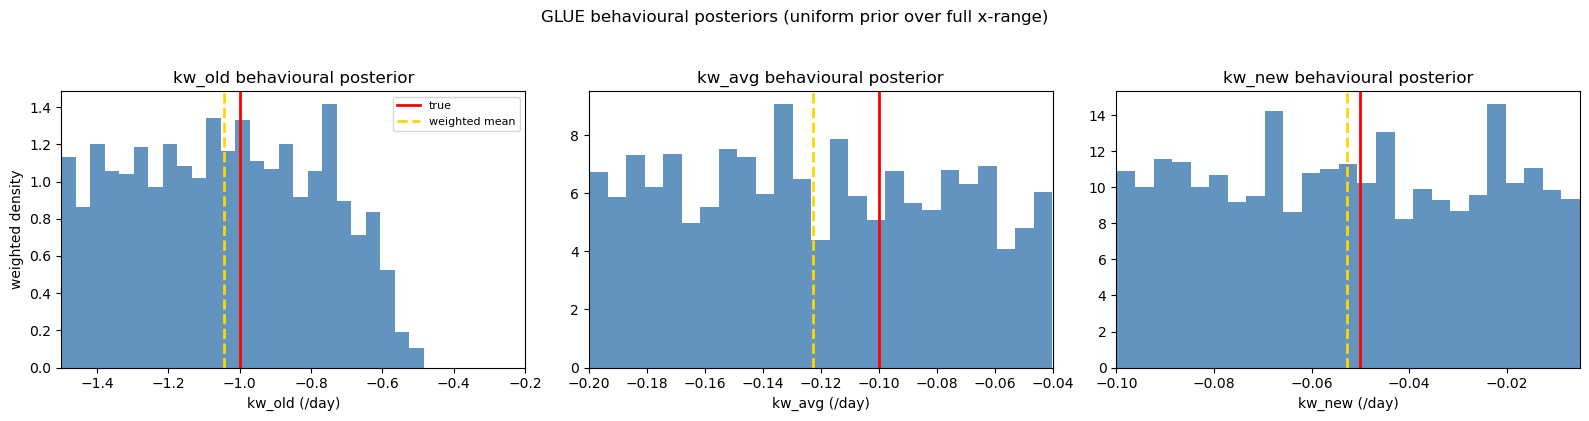 GLUE behavioural posteriors (uniform prior over full x-range)
kw_old behavioural posterior
kw_avg behavioural posterior
kw_new behavioural posterior
true
weighted mean
weighted density
1.4
1.2
1.0
0.8
0.6
0.4
0.2
0.0
−1.4 −1.2 −1.0 −0.8 −0.6 −0.4 −0.2
kw_old (/day)
8
6
4
2
0
−0.20 −0.18 −0.16 −0.14 −0.12 −0.10 −0.08 −0.06 −0.04
kw_avg (/day)
14
12
10
8
6
4
2
0
−0.10 −0.08 −0.06 −0.04 −0.02
kw_new (/day)